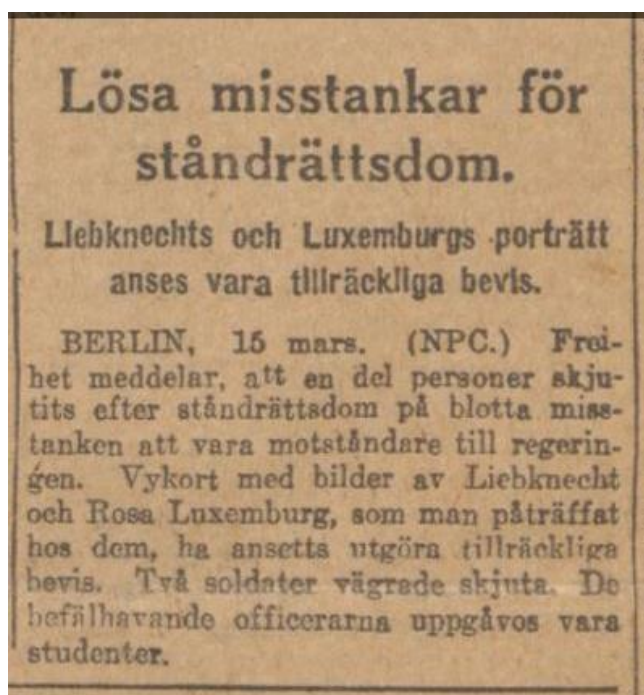 Lösa misstankar för
ståndrättsdom.
Liebknechts och Luxemburgs porträtt
anses vara tillräckliga bevis.
BERLIN, 15 mars. (NPC.) Frei-
het meddelar, att en del personer skju-
tits efter ståndrättsdom på blotta miss-
tanken att vara motståndare till regerin-
gen. Vykort med bilder av Liebknecht
och Rosa Luxemburg, som man påträffat
hos dem, ha ansetts utgöra tillräckliga
bevis. Två soldater vägrade skjuta. De
befälhavande officerarna uppgåvos vara
studenter.